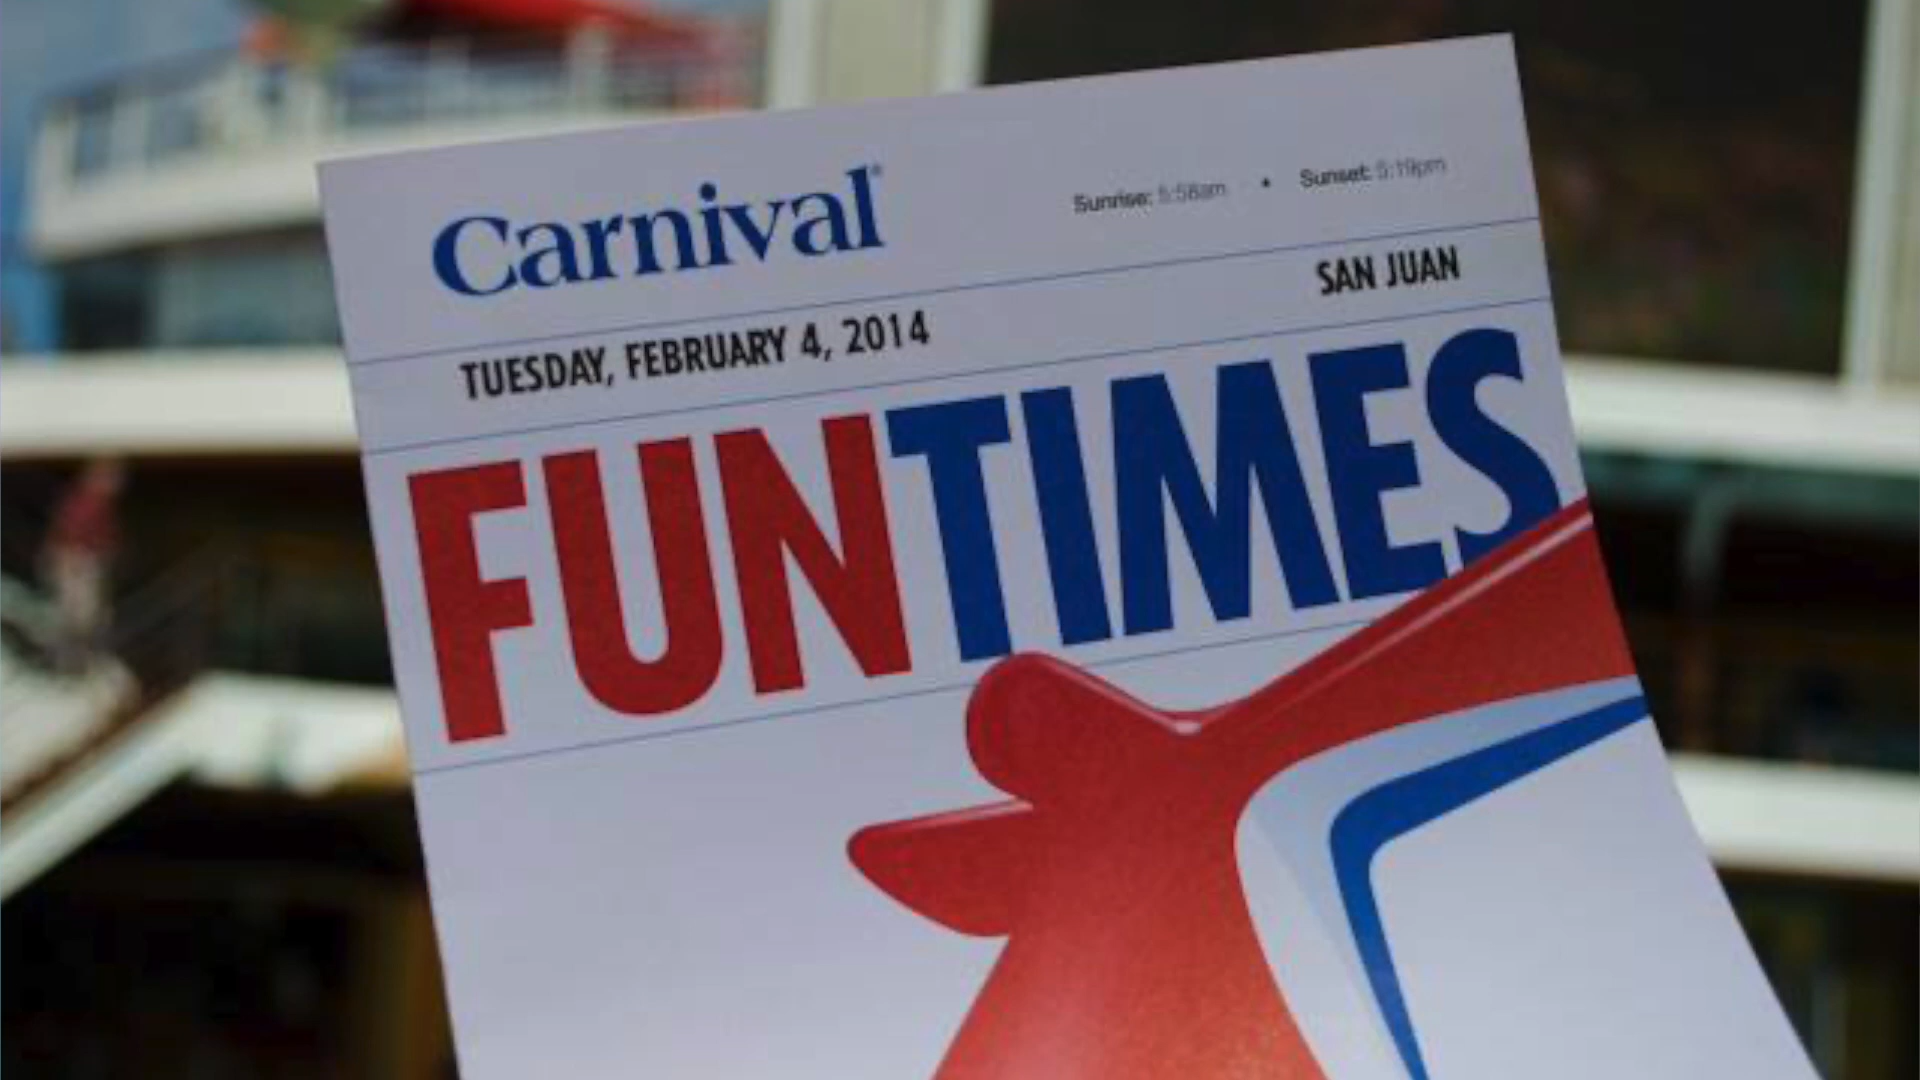 Carnival®
Sunrise: 5:58am • Sunset: 5:19pm
TUESDAY, FEBRUARY 4, 2014
SAN JUAN
FUNTIMES